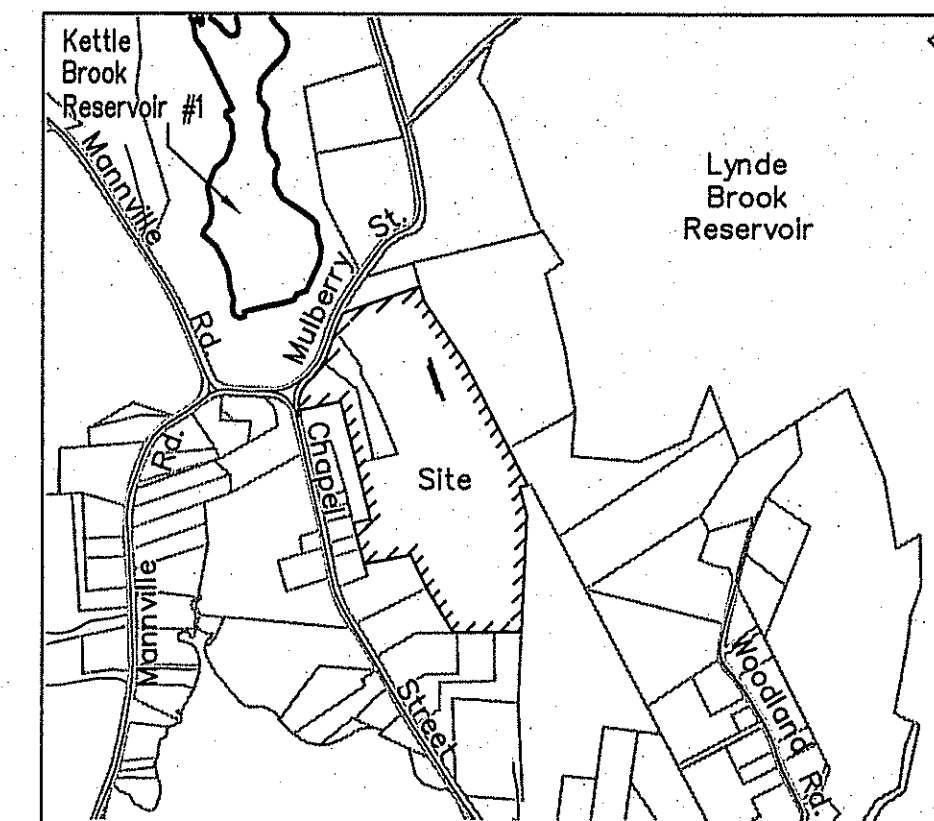 Kettle
Brook
Reservoir #1
Lynde
Brook
Reservoir
Mannville
Rd.
Mulberry St.
Rd.
Chapel
Site
Mannville
Street
Woodland Rd.